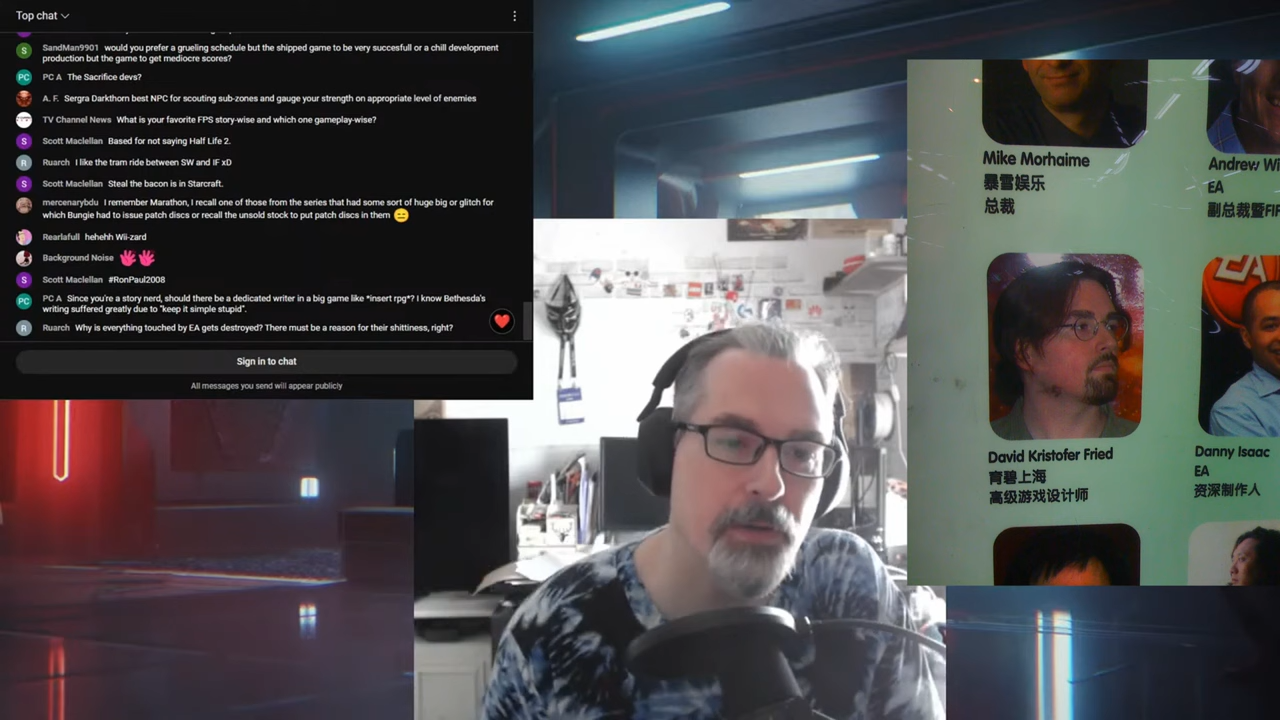 Top chat
SandMan9901 would you prefer a grueling schedule but the shipped game to be very succesfull or a chill development
production but the game to get mediocre scores?
PC A The Sacrifice devs?
A. F. Sergra Darkthorn best NPC for scouting sub-zones and gauge your strength on appropriate level of enemies
TV Channel News What is your favorite FPS story-wise and which one gameplay-wise?
Scott Maclellan Based for not saying Half Life 2.
Ruarch I like the tram ride between SW and IF xD
Scott Maclellan Steal the bacon is in Starcraft.
mercenarybdu I remember Marathon, I recall one of those from the series that had some sort of huge big or glitch for
which Bungie had to issue patch discs or recall the unsold stock to put patch discs in them 😑
Rearlafull hehehh Wii-zard
Background Noise
Scott Maclellan #RonPaul2008
PC A Since you're a story nerd, should there be a dedicated writer in a big game like *insert rpg*? I know Bethesda's
writing suffered greatly due to "keep it simple stupid".
Ruarch Why is everything touched by EA gets destroyed? There must be a reason for their shittiness, right?
Sign in to chat
All messages you send will appear publicly
Mike Morhaime
暴雪娱乐
总裁
Andrew Wi
EA
副总裁暨FIF
EA
David Kristofer Fried
育碧上海
高级游戏设计师
Danny Isaac
EA
资深制作人